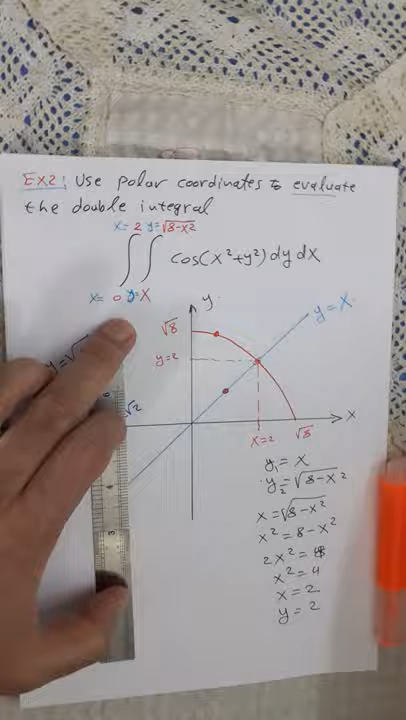 EX2: Use polar coordinates to evaluate
the double integral
x=2 y=√8-x²
∫∫ cos(x²+y²)dy dx
x=0 y=x
y
y=x
√8
y=2
x
x=2
√8
y₁=x
y₂=√8-x²
x=√8-x²
x²=8-x²
2x²=8
x²=4
x=2
y=2